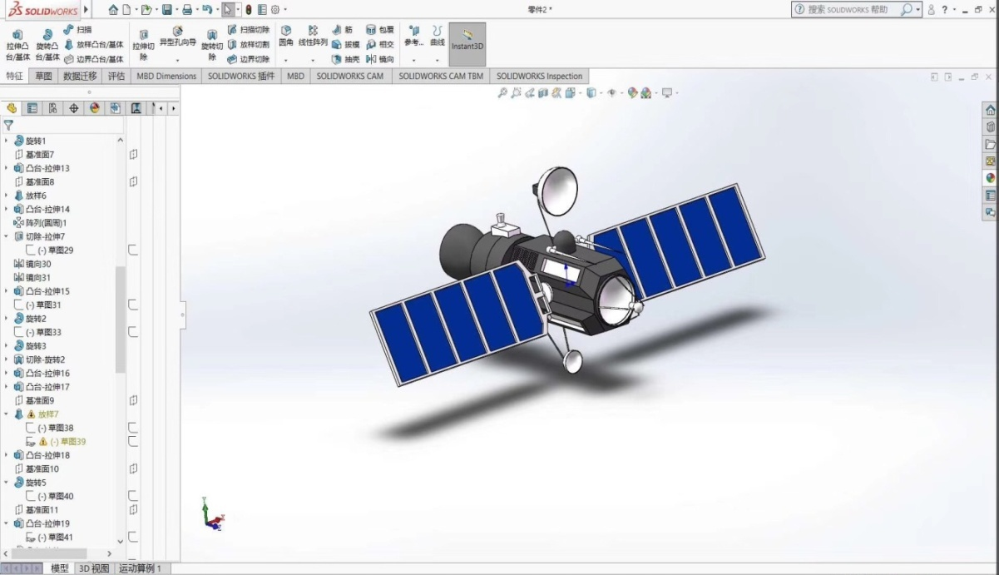 SOLIDWORKS
零件2 *
搜索 SOLIDWORKS 帮助
拉伸凸台/基体
旋转凸台/基体
扫描
放样凸台/基体
边界凸台/基体
拉伸切除
异型孔向导
旋转切除
扫描切除
放样切割
边界切除
圆角
线性阵列
筋
拔模
抽壳
包覆
相交
镜向
参考...
曲线
Instant3D
特征 草图 数据迁移 评估 MBD Dimensions SOLIDWORKS 插件 MBD SOLIDWORKS CAM SOLIDWORKS CAM TBM SOLIDWORKS Inspection
旋转1
基准面7
凸台-拉伸13
基准面8
放样6
凸台-拉伸14
阵列(圆周)1
切除-拉伸7
(-) 草图29
镜向30
镜向31
凸台-拉伸15
(-) 草图31
旋转2
(-) 草图33
旋转3
切除-旋转2
凸台-拉伸16
凸台-拉伸17
基准面9
放样7
(-) 草图38
(-) 草图39
凸台-拉伸18
基准面10
旋转5
(-) 草图40
基准面11
凸台-拉伸19
(-) 草图41
模型 3D 视图 运动算例 1